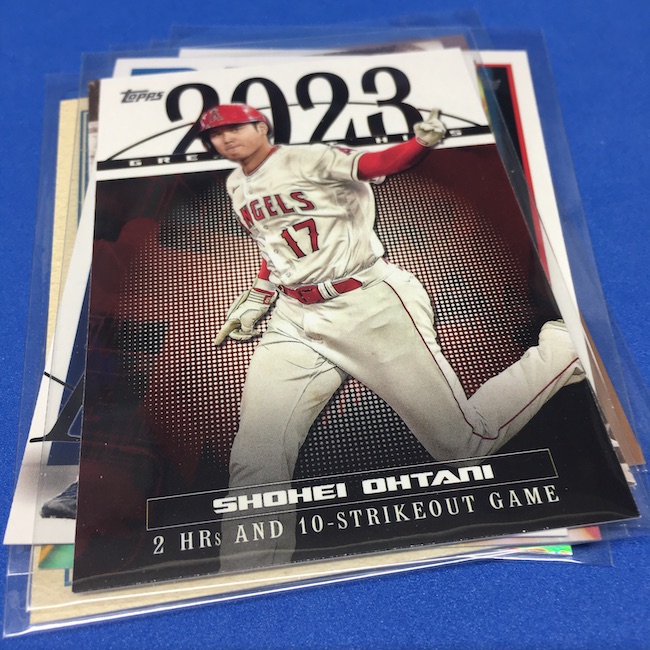 Topps
2023
ANGELS
17
SHOHEI OHTANI
2 HRs AND 10-STRIKEOUT GAME